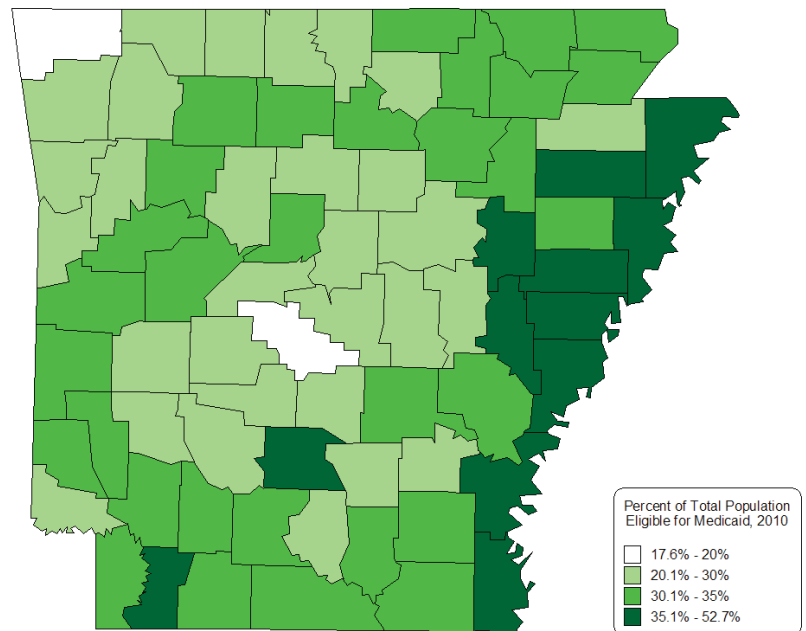 Percent of Total Population
Eligible for Medicaid, 2010
17.6% - 20%
20.1% - 30%
30.1% - 35%
35.1% - 52.7%